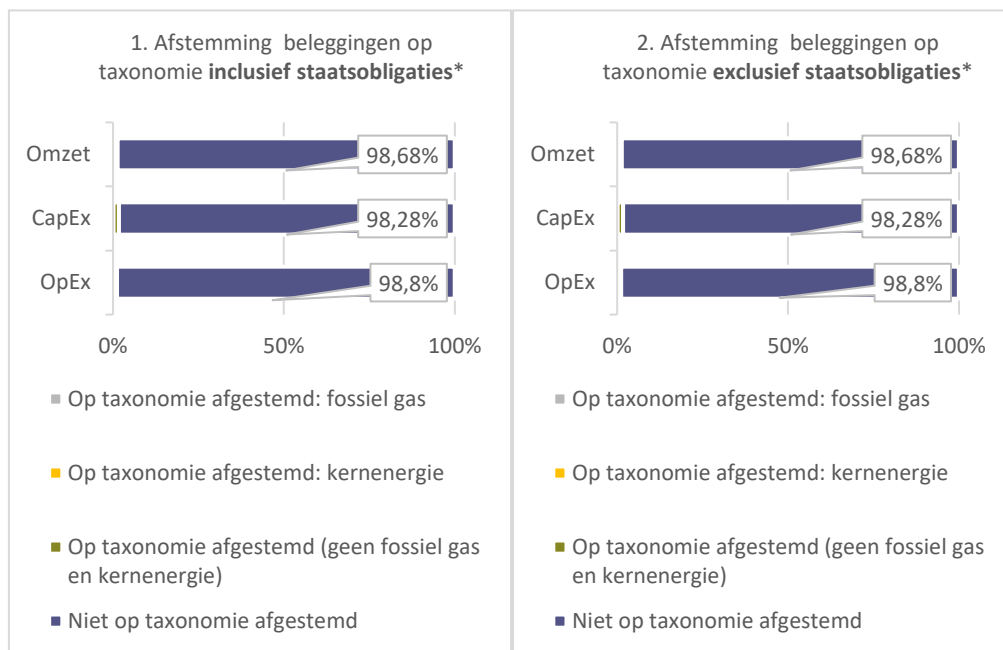 1. Afstemming beleggingen op
taxonomie inclusief staatsobligaties*
Omzet
98,68%
CapEx
98,28%
OpEx
98,8%
0%
50%
100%
Op taxonomie afgestemd: fossiel gas
Op taxonomie afgestemd: kernenergie
Op taxonomie afgestemd (geen fossiel gas
en kernenergie)
Niet op taxonomie afgestemd
2. Afstemming beleggingen op
taxonomie exclusief staatsobligaties*
Omzet
98,68%
CapEx
98,28%
OpEx
98,8%
0%
50%
100%
Op taxonomie afgestemd: fossiel gas
Op taxonomie afgestemd: kernenergie
Op taxonomie afgestemd (geen fossiel gas
en kernenergie)
Niet op taxonomie afgestemd